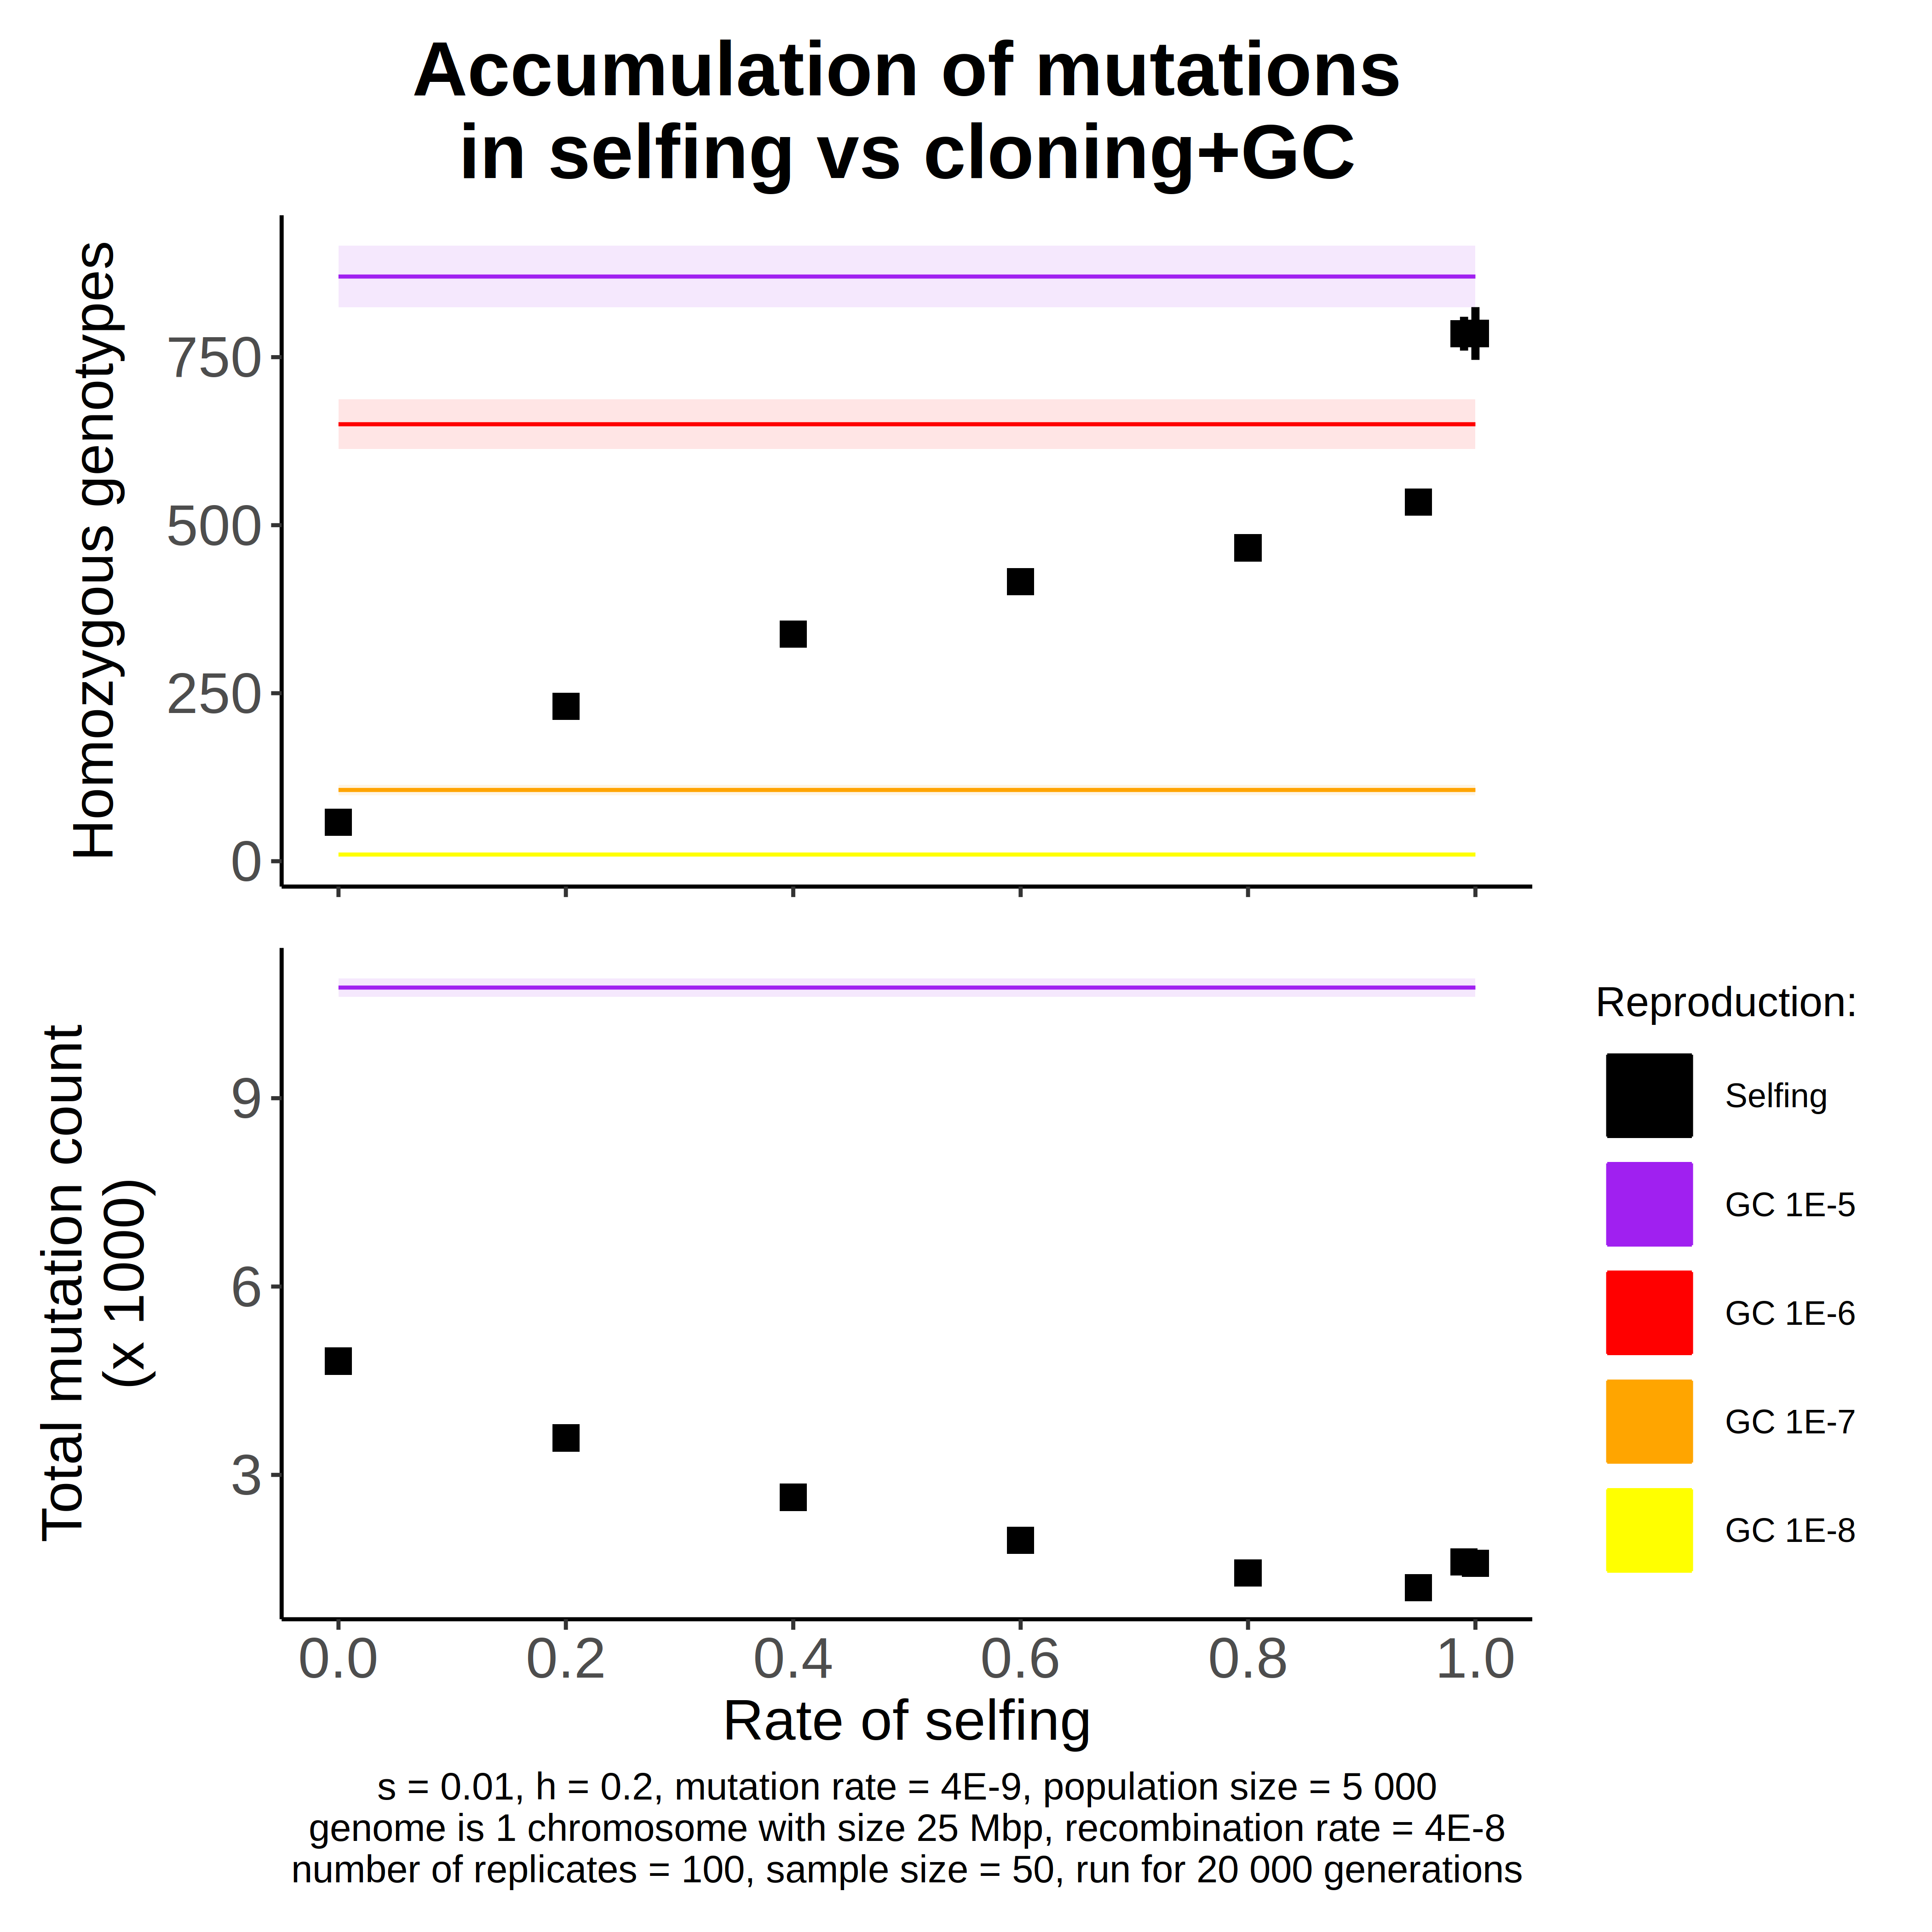 Accumulation of mutations
in selfing vs cloning+GC
Homozygous genotypes
750
500
250
0
Total mutation count
(x 1000)
9
6
3
0.0 0.2 0.4 0.6 0.8 1.0
Rate of selfing
Reproduction:
Selfing
GC 1E-5
GC 1E-6
GC 1E-7
GC 1E-8
s = 0.01, h = 0.2, mutation rate = 4E-9, population size = 5 000
genome is 1 chromosome with size 25 Mbp, recombination rate = 4E-8
number of replicates = 100, sample size = 50, run for 20 000 generations